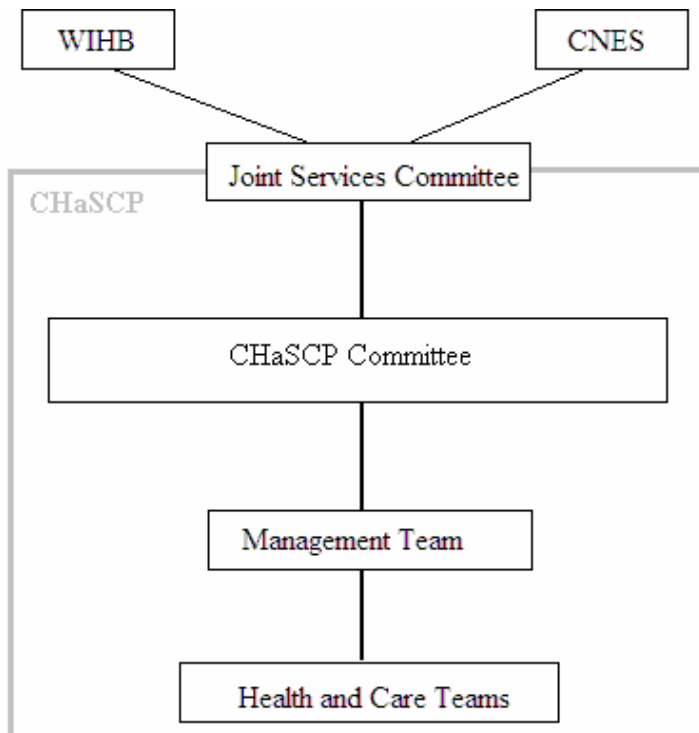 WIHB
CNES
Joint Services Committee
CHaSCP
CHaSCP Committee
Management Team
Health and Care Teams